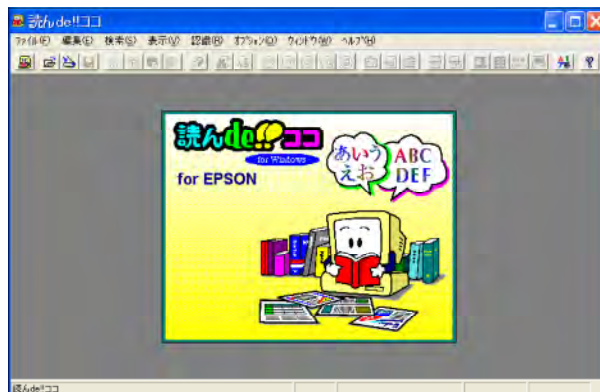 読んde!!ココ
ファイル(F) 編集(E) 検索(S) 表示(V) 認識(R) オプション(O) ウィンドウ(W) ヘルプ(H)
読んde!!ココ
for Windows
for EPSON
あいう
えお
ABC
DEF
読んde!!ココ